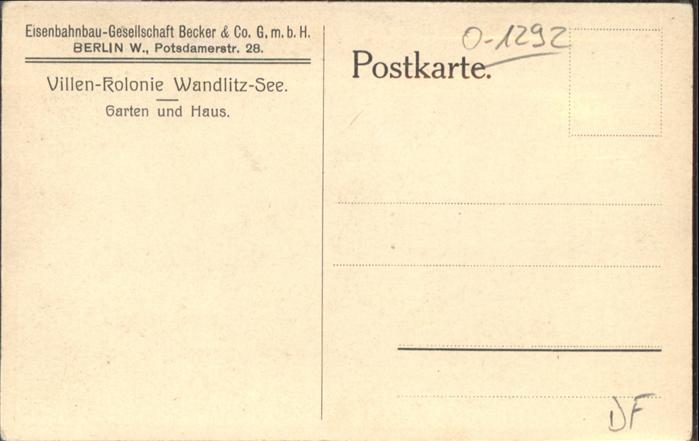 Eisenbahnbau-Gesellschaft Becker & Co. G. m. b. H.
BERLIN W., Potsdamerstr. 28.
Villen-Kolonie Wandlitz-See.
Garten und Haus.
O-1292
Postkarte.
DF